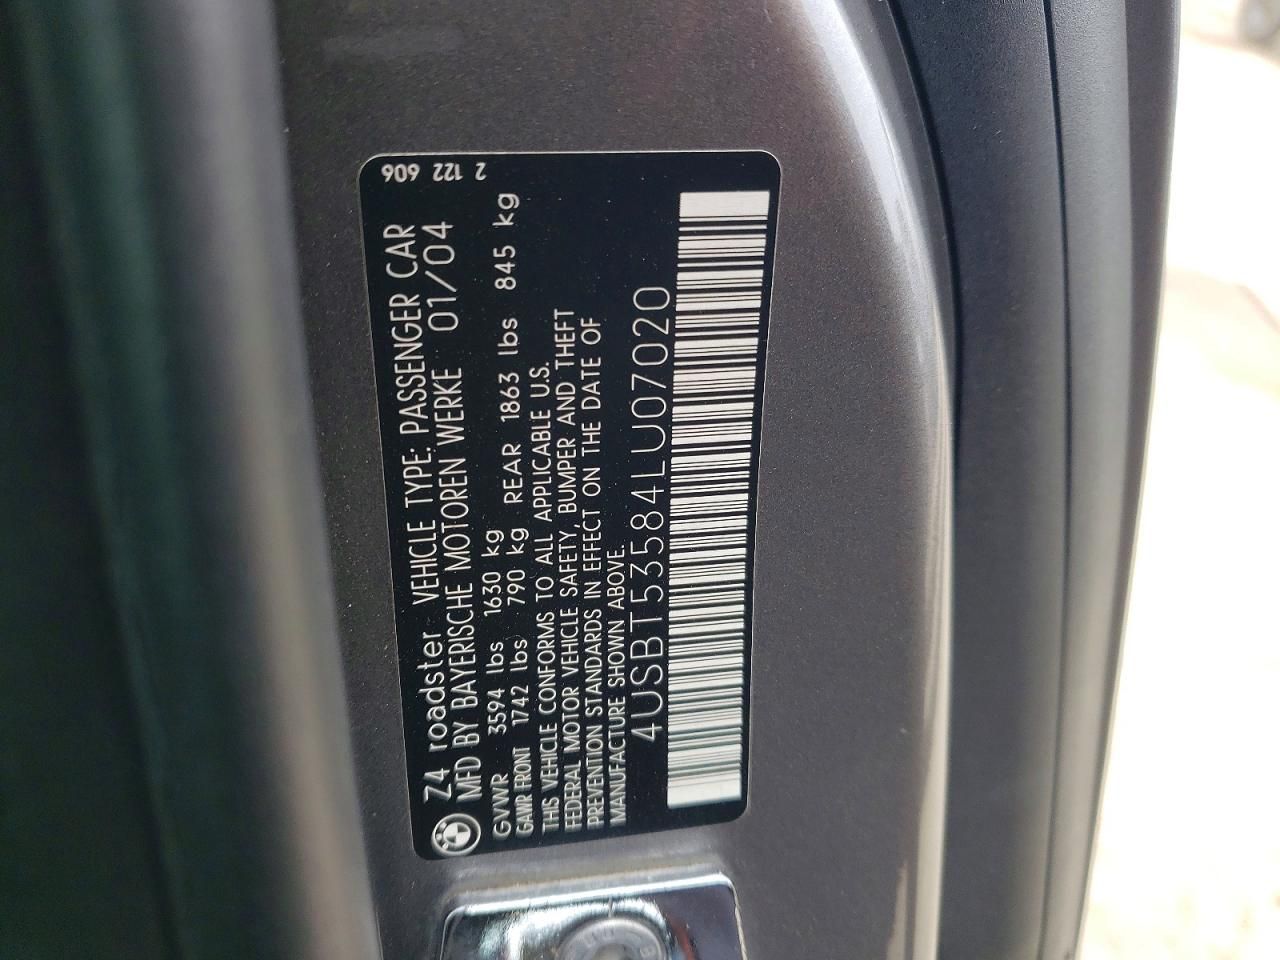 2 122 606
Z4 roadster VEHICLE TYPE: PASSENGER CAR
MFD BY BAYERISCHE MOTOREN WERKE 01/04
GVWR 3594 lbs 1630 kg
GAWR FRONT 1742 lbs 790 kg REAR 1863 lbs 845 kg
THIS VEHICLE CONFORMS TO ALL APPLICABLE U.S.
FEDERAL MOTOR VEHICLE SAFETY, BUMPER AND THEFT
PREVENTION STANDARDS IN EFFECT ON THE DATE OF
MANUFACTURE SHOWN ABOVE.
4USBT53584LU07020